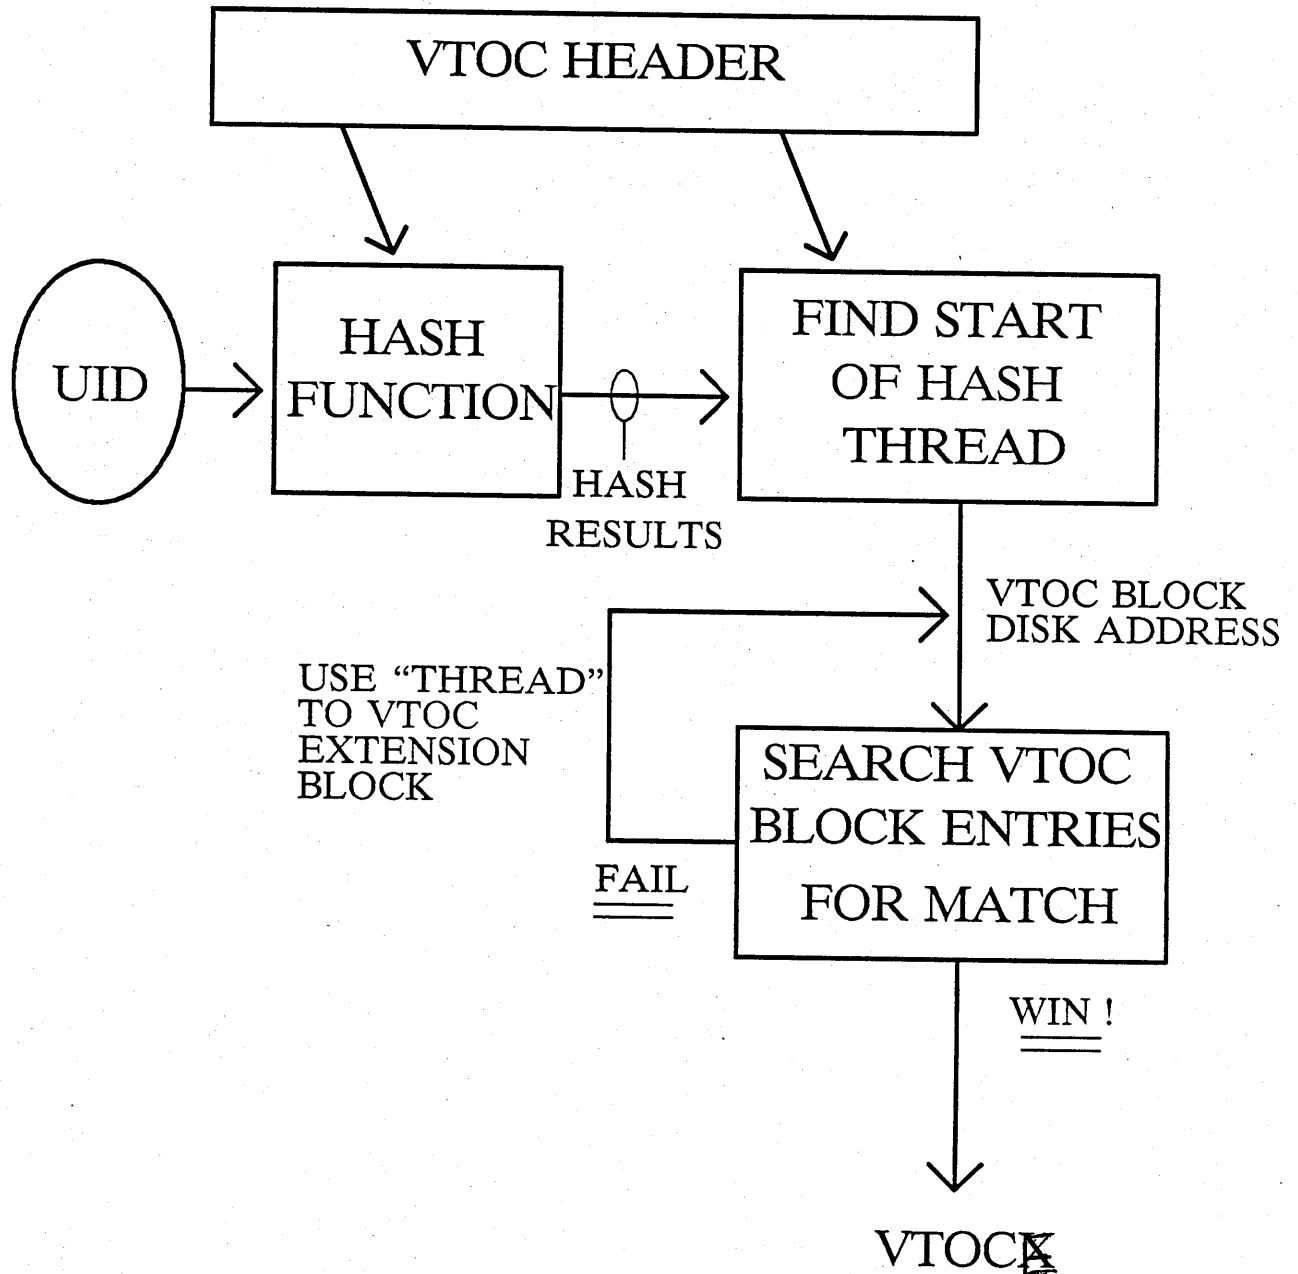 VTOC HEADER
UID
HASH
FUNCTION
HASH
RESULTS
FIND START
OF HASH
THREAD
VTOC BLOCK
DISK ADDRESS
USE “THREAD”
TO VTOC
EXTENSION
BLOCK
SEARCH VTOC
BLOCK ENTRIES
FOR MATCH
FAIL
WIN !